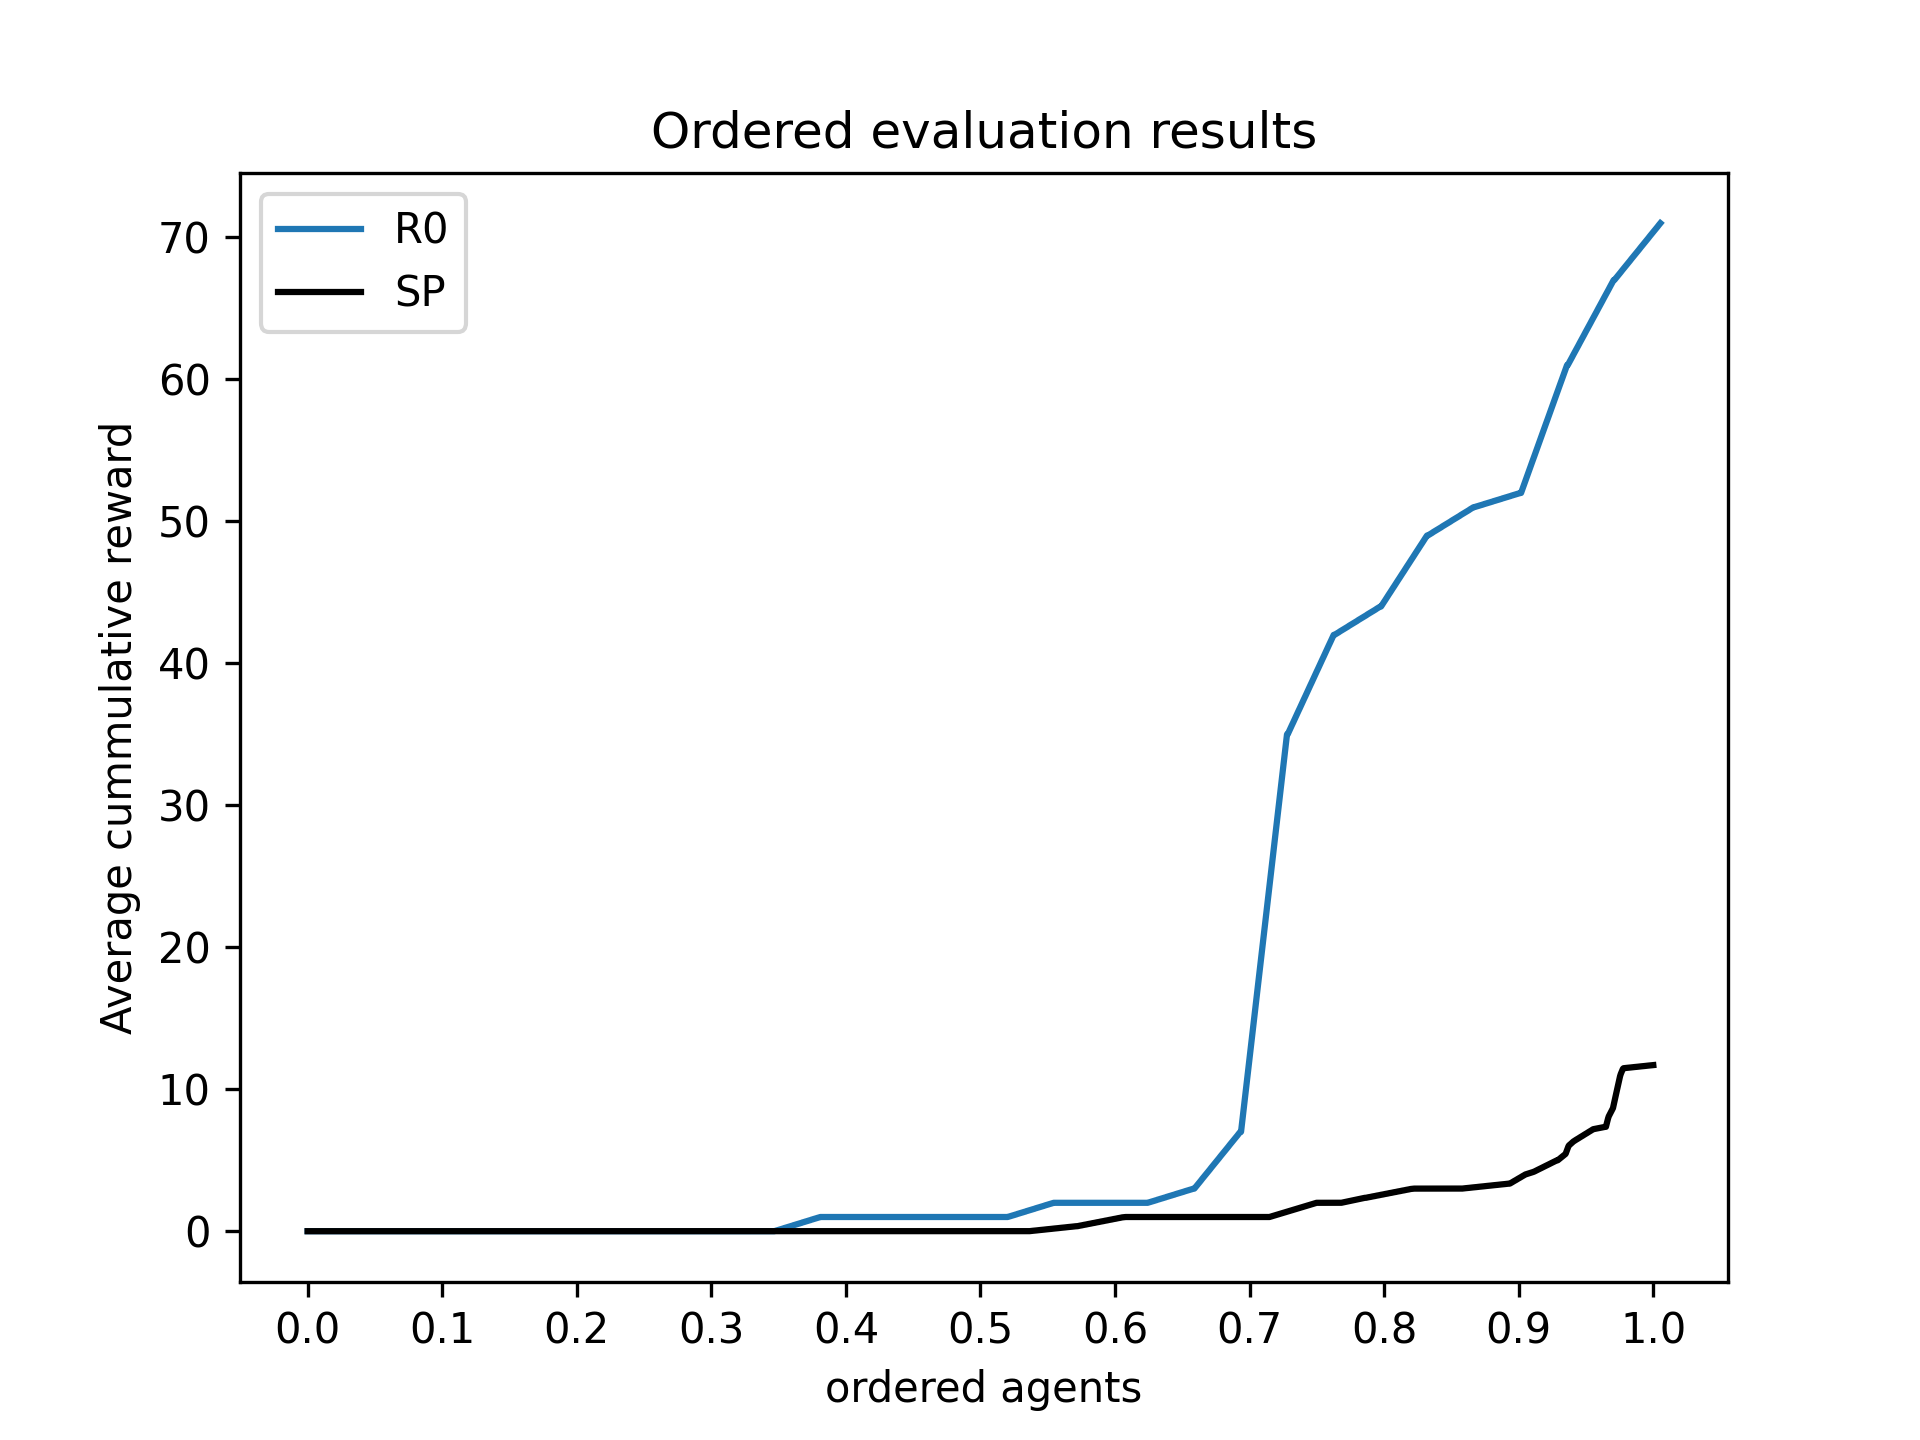 Ordered evaluation results
R0
SP
Average cummulative reward
70
60
50
40
30
20
10
0
0.0 0.1 0.2 0.3 0.4 0.5 0.6 0.7 0.8 0.9 1.0
ordered agents